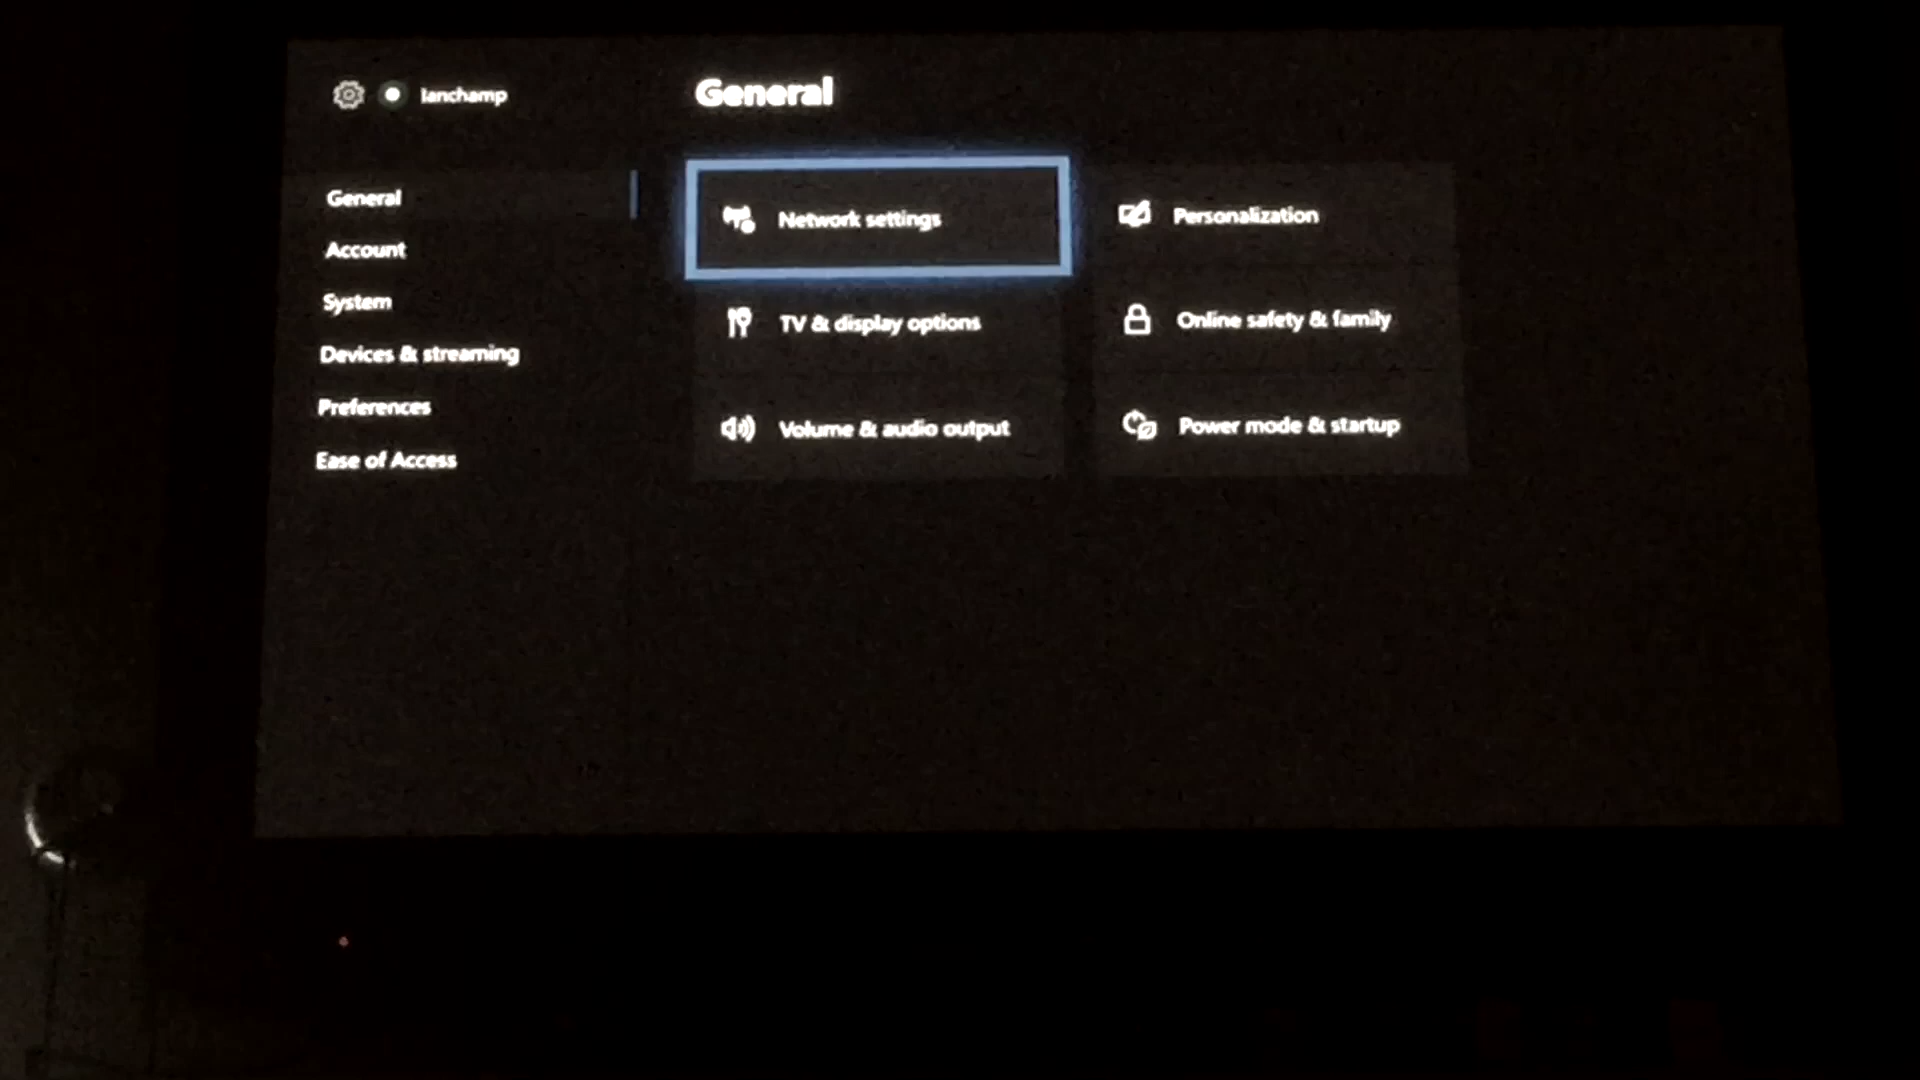 lanchamp
General
General
Account
System
Devices & streaming
Preferences
Ease of Access
Network settings
TV & display options
Volume & audio output
Personalization
Online safety & family
Power mode & startup